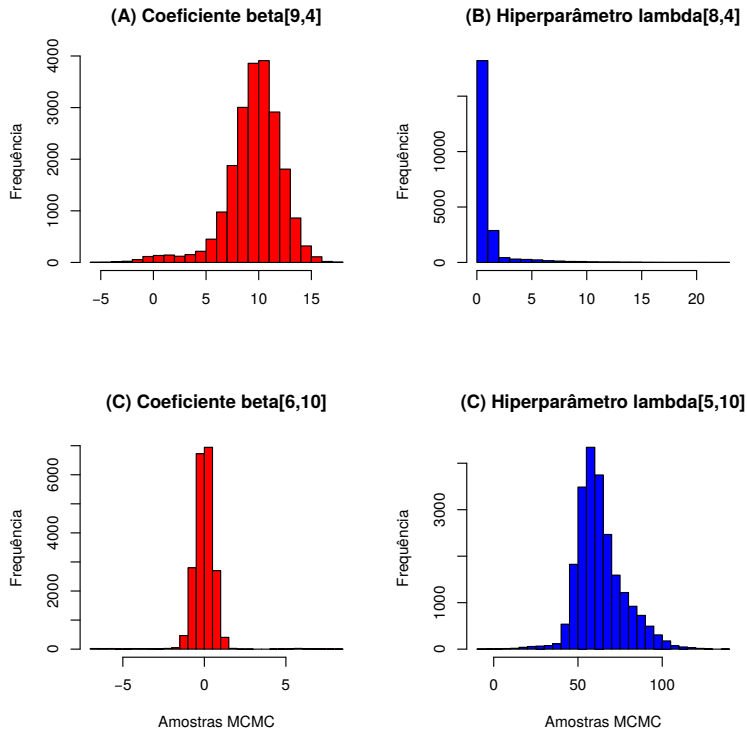 (A) Coeficiente beta[9,4]
Frequência
0 1000 2000 3000 4000
−5 0 5 10 15
(B) Hiperparâmetro lambda[8,4]
Frequência
0 5000 10000
0 5 10 15 20
(C) Coeficiente beta[6,10]
Frequência
0 2000 4000 6000
−5 0 5
Amostras MCMC
(C) Hiperparâmetro lambda[5,10]
Frequência
0 1000 3000
0 50 100
Amostras MCMC